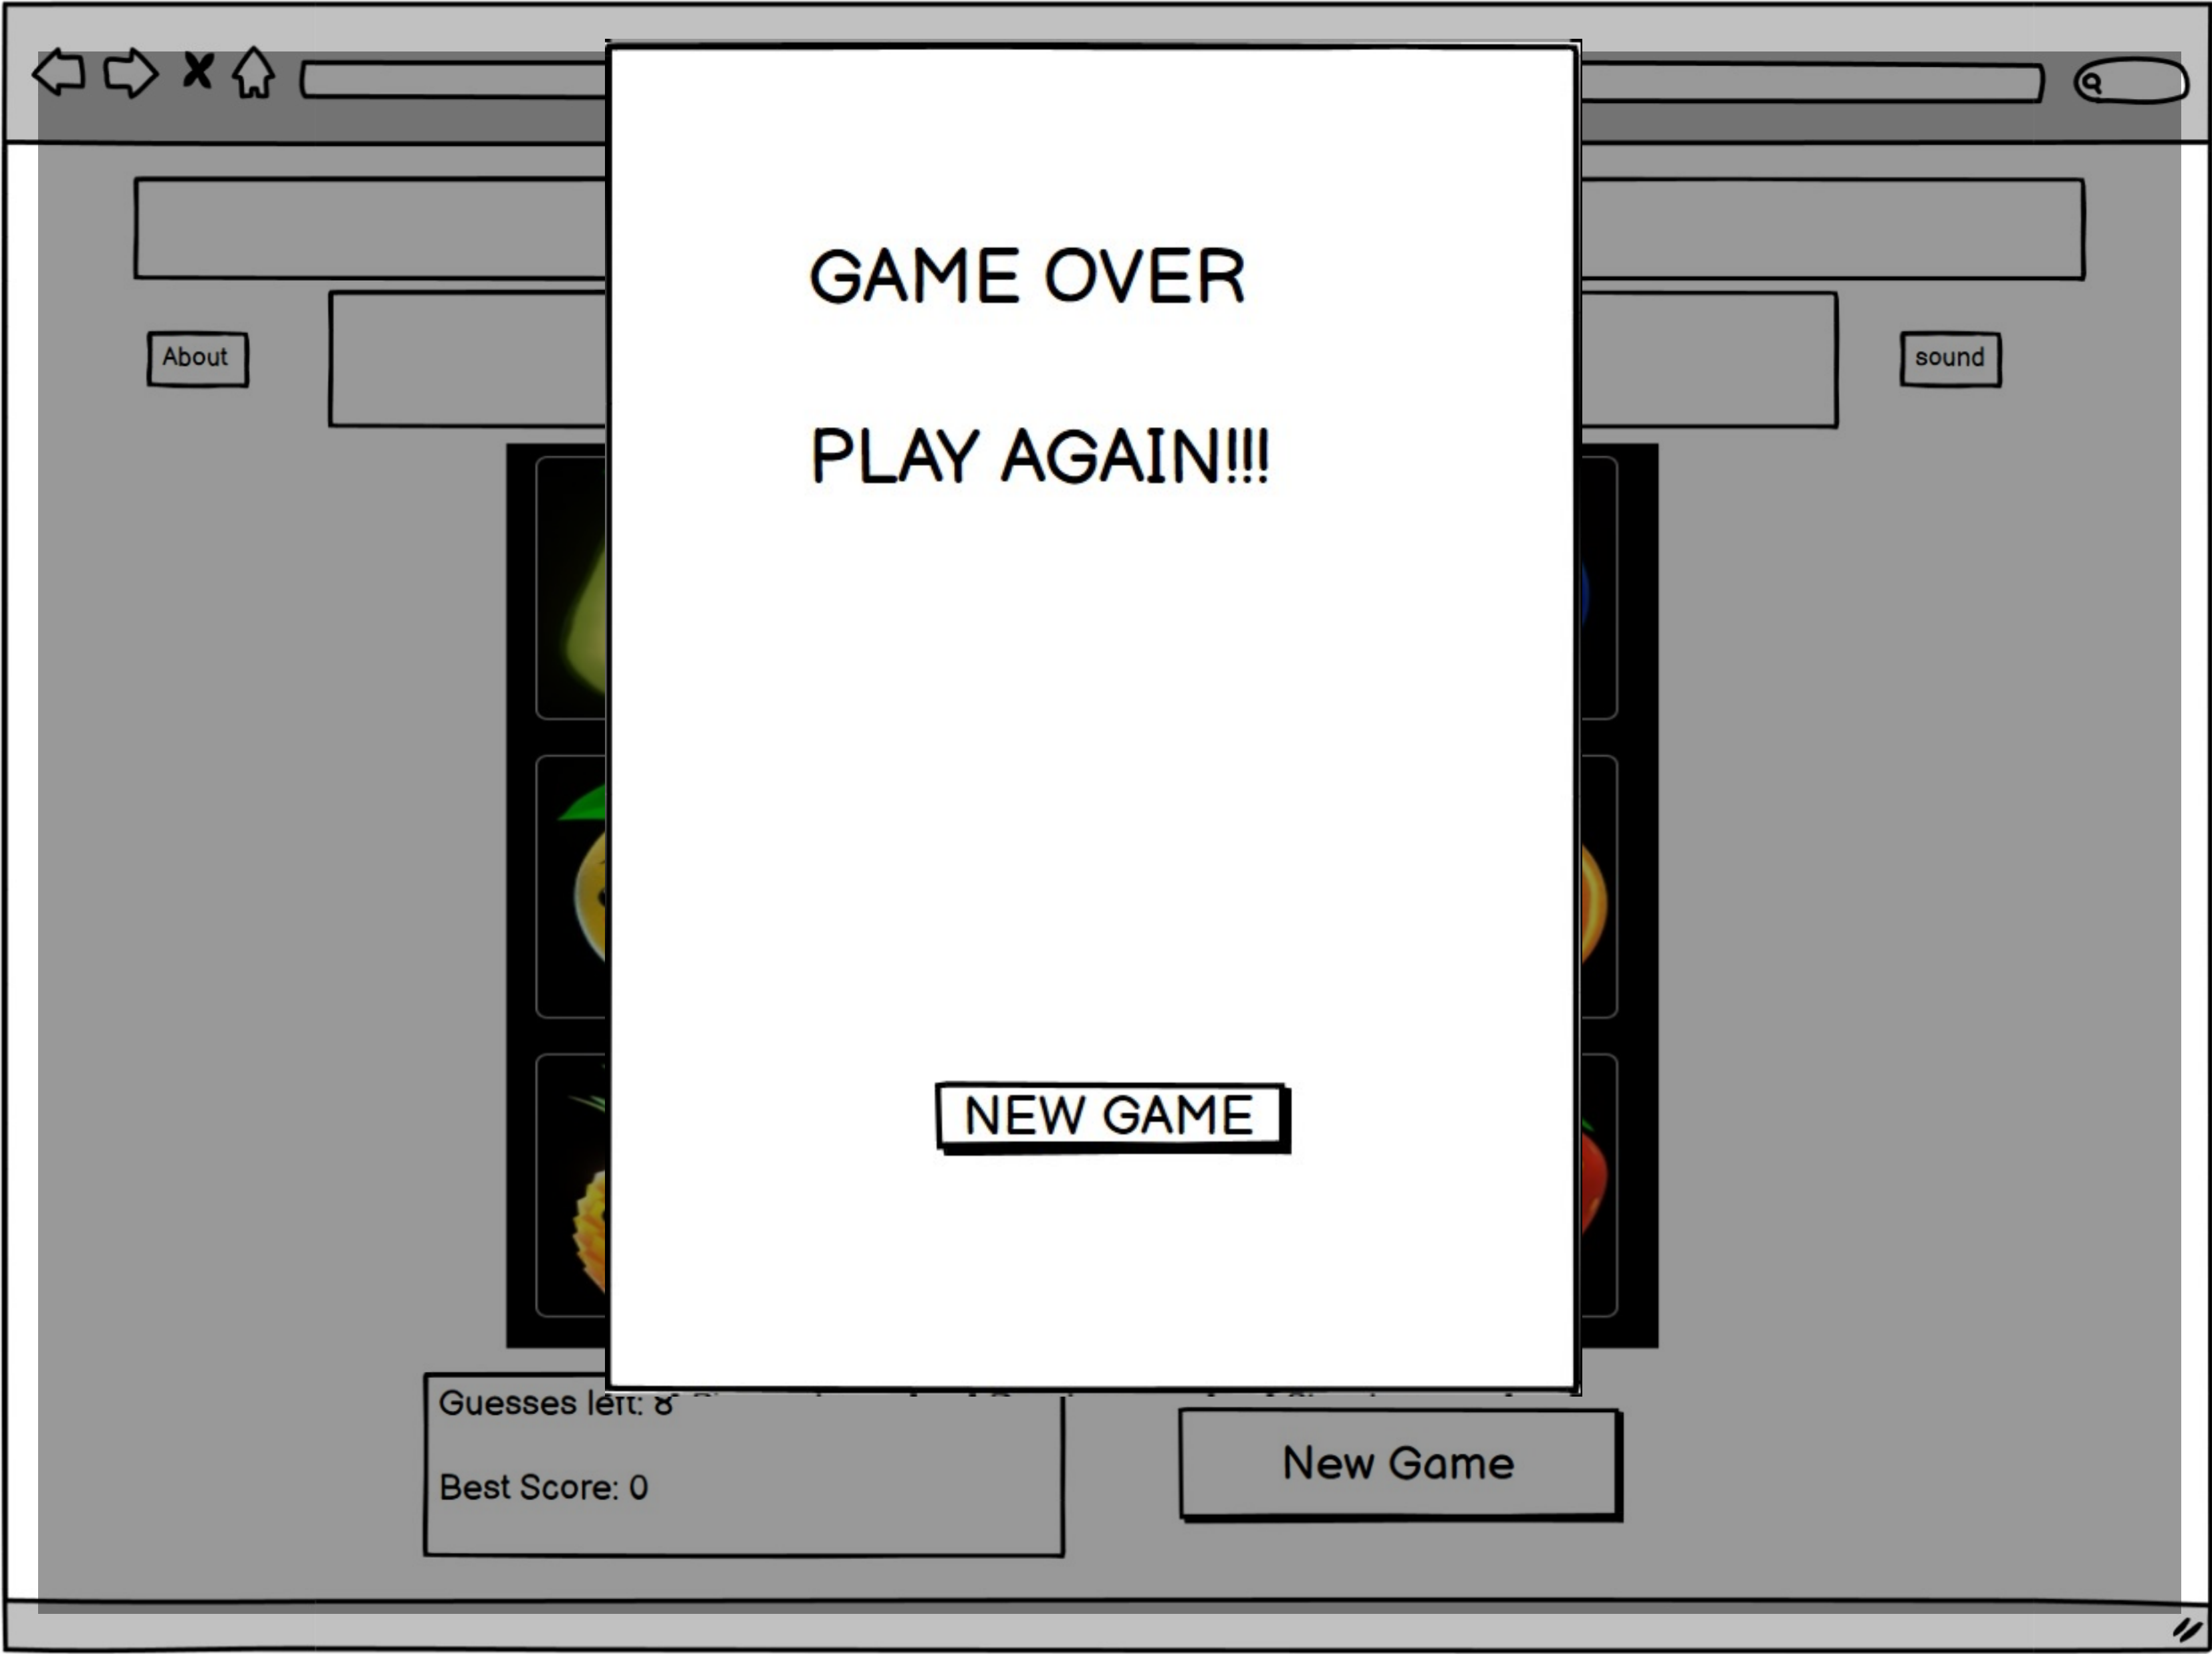 GAME OVER
About
sound
PLAY AGAIN!!!
NEW GAME
Guesses left: 8
Best Score: 0
New Game